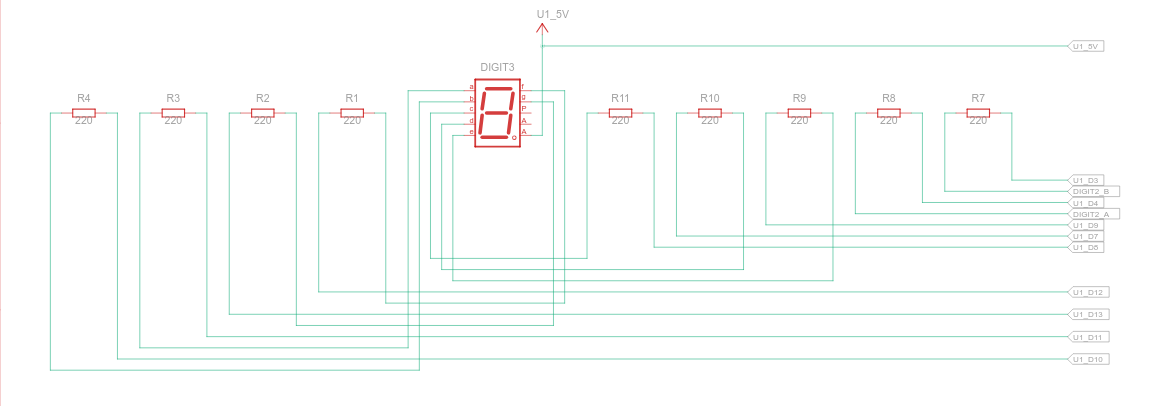 U1_5V
U1_5V
DIGIT3
R4
R3
R2
R1
R11
R10
R9
R8
R7
220
220
220
220
220
220
220
220
220
a
b
c
d
e
f
g
P
A
A
U1_D3
DIGIT2_B
U1_D4
DIGIT2_A
U1_D9
U1_D7
U1_D8
U1_D12
U1_D13
U1_D11
U1_D10